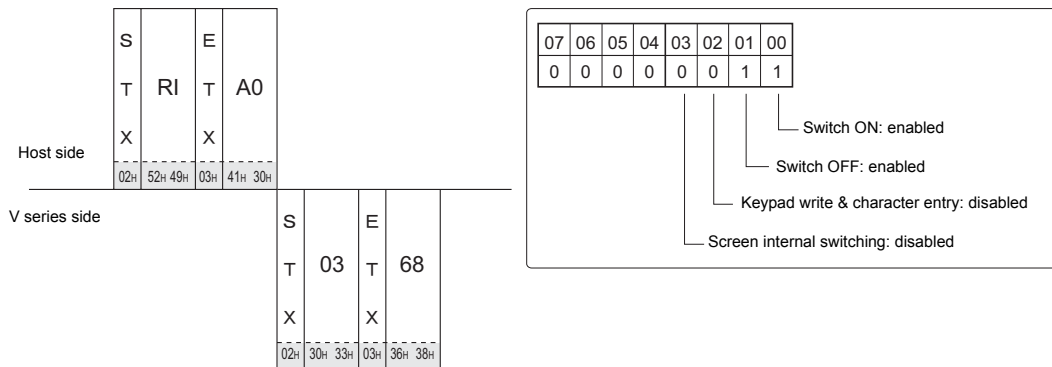 S T X RI E T X A0
Host side
02H 52H 49H 03H 41H 30H
V series side
S T X 03 E T X 68
02H 30H 33H 03H 36H 38H
07 06 05 04 03 02 01 00
0 0 0 0 0 0 1 1
Switch ON: enabled
Switch OFF: enabled
Keypad write & character entry: disabled
Screen internal switching: disabled